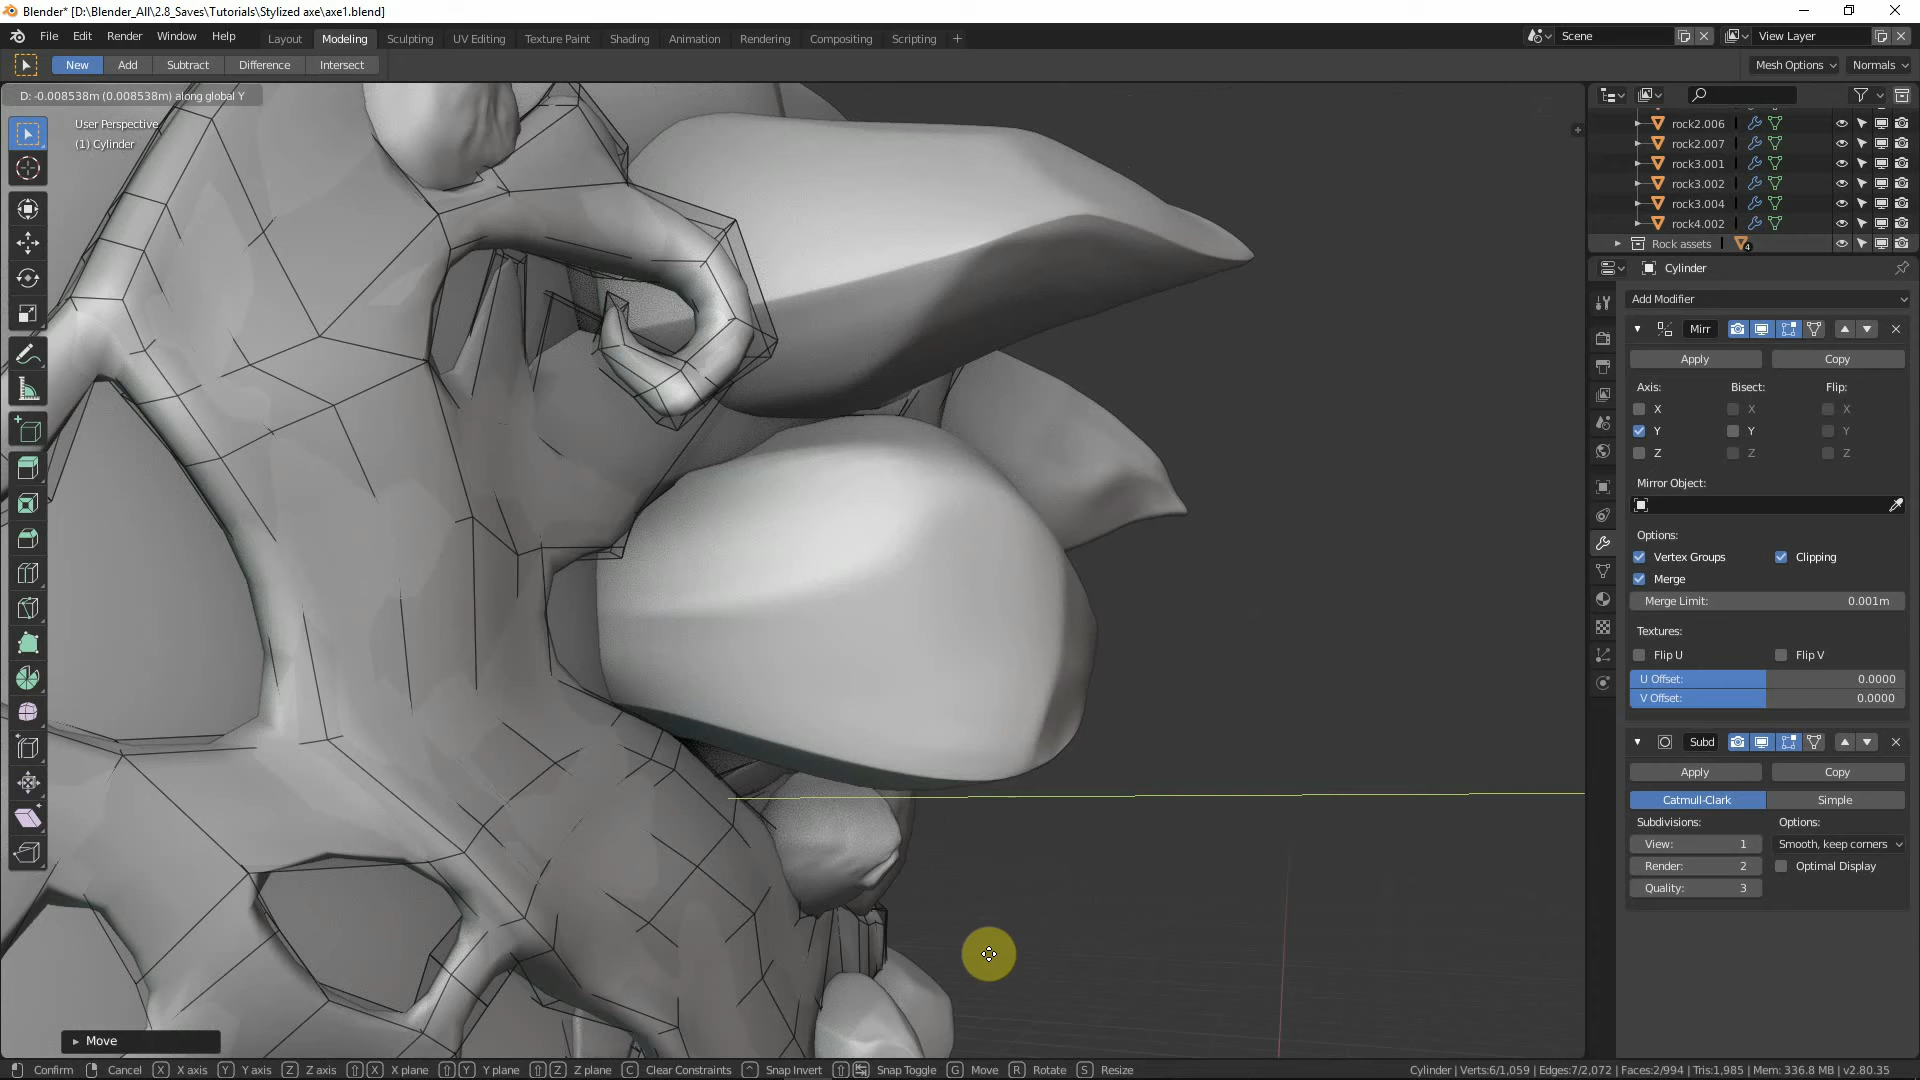 Blender* [D:\Blender_All\2.8_Saves\Tutorials\Stylized axe\axe1.blend]
File Edit Render Window Help Layout Modeling Sculpting UV Editing Texture Paint Shading Animation Rendering Compositing Scripting + Scene View Layer
New Add Subtract Difference Intersect Mesh Options Normals
D: -0.008538m (0.008538m) along global Y
User Perspective
(1) Cylinder
rock2.006
rock2.007
rock3.001
rock3.002
rock3.004
rock4.002
Rock assets 4
Cylinder
Add Modifier
Mirr
Apply Copy
Axis: Bisect: Flip:
X X X
Y Y Y
Z Z Z
Mirror Object:
Options:
Vertex Groups Clipping
Merge
Merge Limit: 0.001m
Textures:
Flip U Flip V
U Offset: 0.0000
V Offset: 0.0000
Subd
Apply Copy
Catmull-Clark Simple
Subdivisions: Options:
View: 1 Smooth, keep corners
Render: 2 Optimal Display
Quality: 3
Move
Confirm Cancel X X axis Y Y axis Z Z axis X X plane Y Y plane Z Z plane C Clear Constraints Snap Invert Snap Toggle G Move R Rotate S Resize Cylinder | Verts:6/1,059 | Edges:7/2,072 | Faces:2/994 | Tris:1,985 | Mem: 336.8 MB | v2.80.35